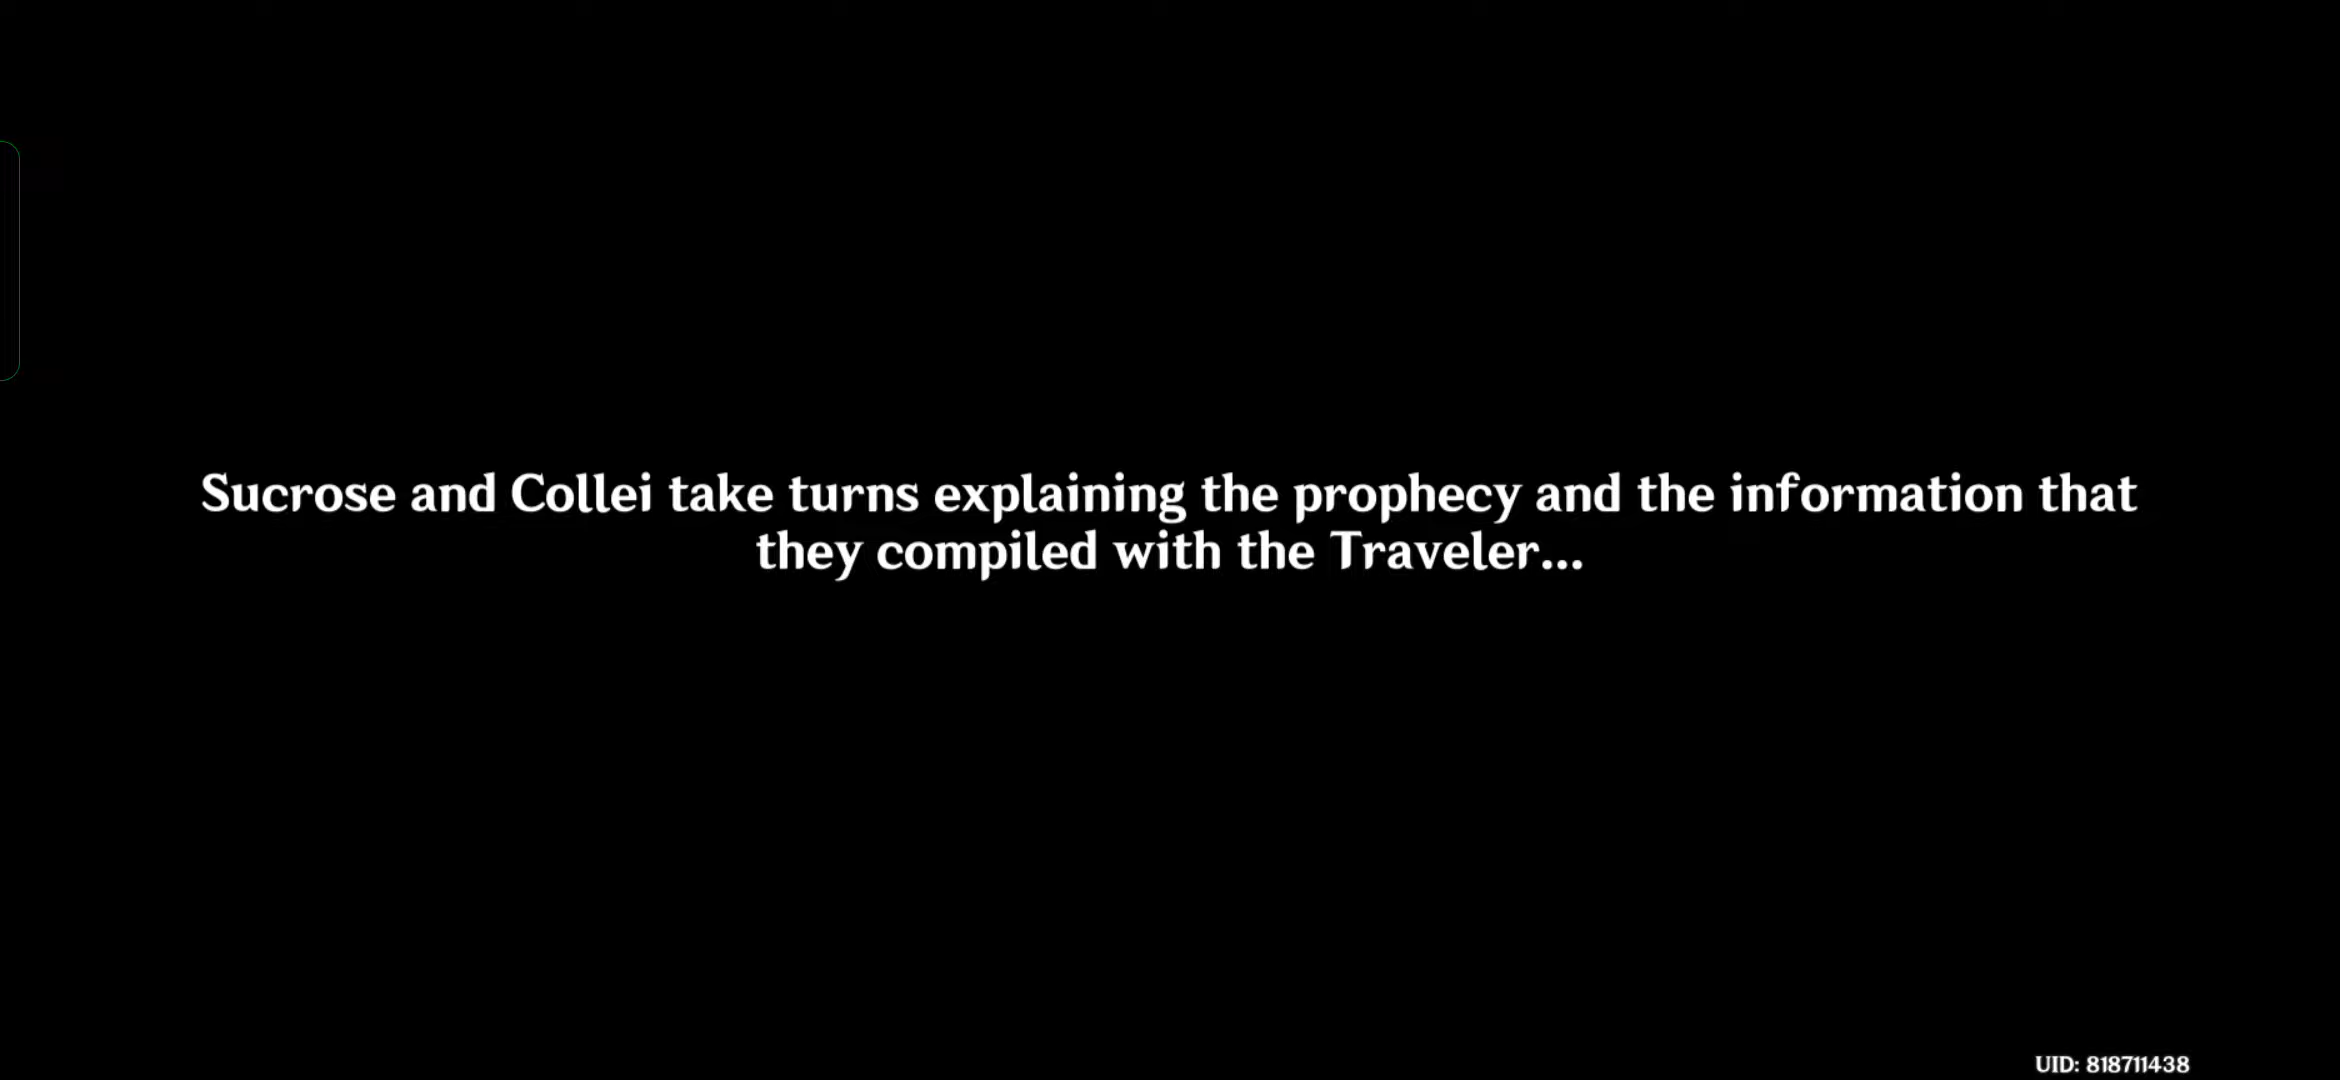 Sucrose and Collei take turns explaining the prophecy and the information that
they compiled with the Traveler...
UID: 818711438